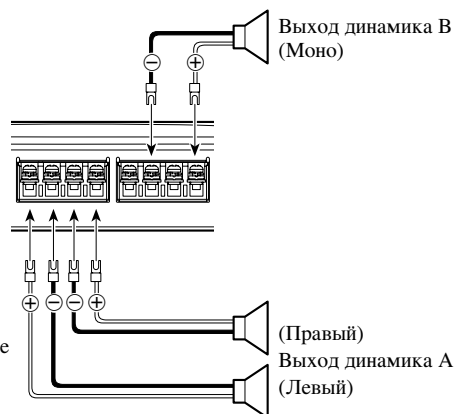 Выход динамика B
(Моно)
(Правый)
е
Выход динамика A
(Левый)